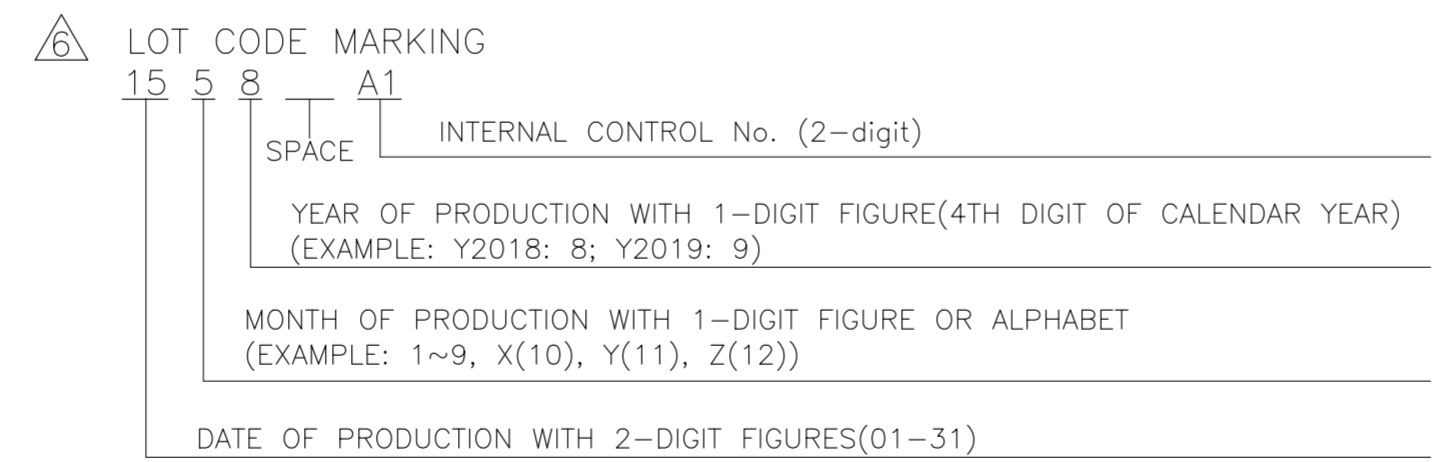 6 LOT CODE MARKING
15 5 8 __ A1
INTERNAL CONTROL No. (2-digit)
SPACE
YEAR OF PRODUCTION WITH 1-DIGIT FIGURE(4TH DIGIT OF CALENDAR YEAR)
(EXAMPLE: Y2018: 8; Y2019: 9)
MONTH OF PRODUCTION WITH 1-DIGIT FIGURE OR ALPHABET
(EXAMPLE: 1~9, X(10), Y(11), Z(12))
DATE OF PRODUCTION WITH 2-DIGIT FIGURES(01-31)